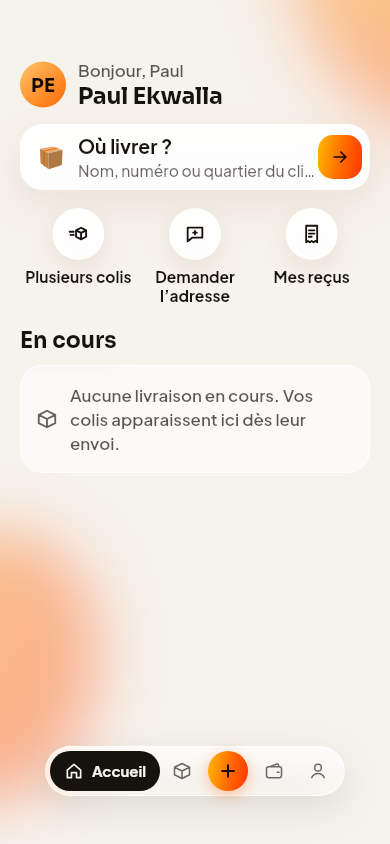 PE
Bonjour, Paul
Paul Ekwalla
Où livrer ?
Nom, numéro ou quartier du cli…
Plusieurs colis
Demander
l’adresse
Mes reçus
En cours
Aucune livraison en cours. Vos
colis apparaissent ici dès leur
envoi.
Accueil